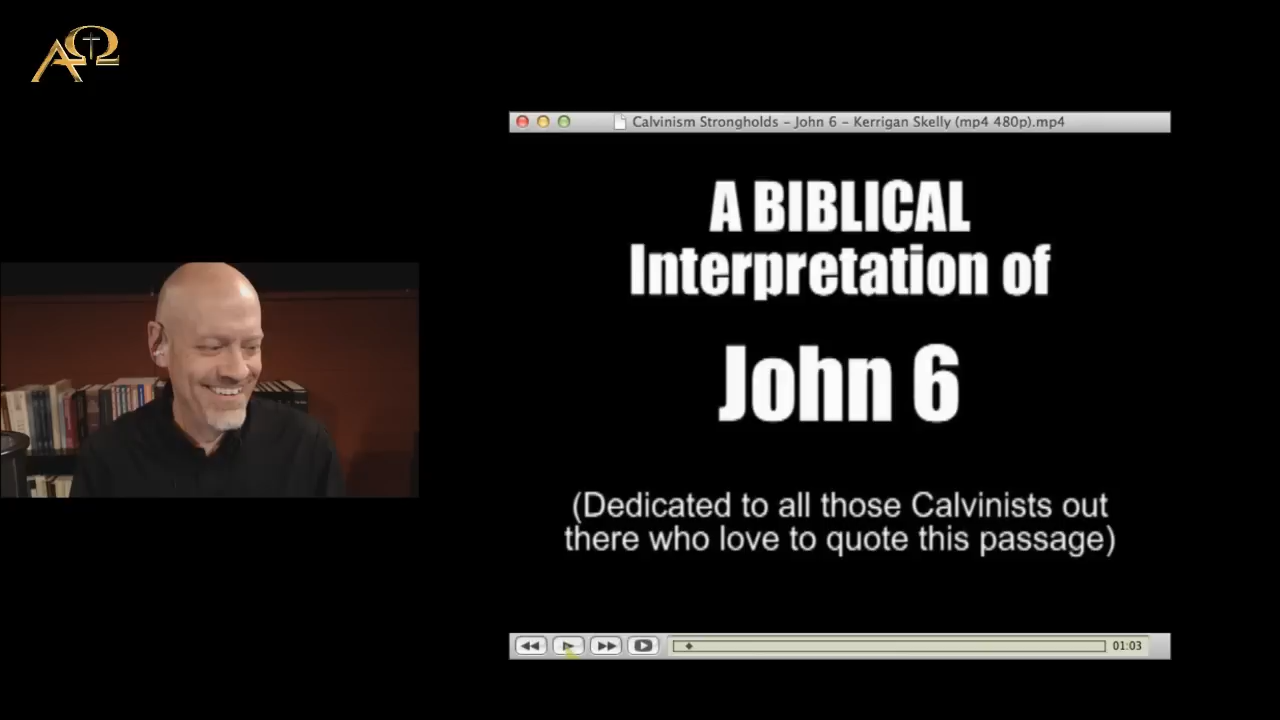 ΑΩ
Calvinism Strongholds – John 6 – Kerrigan Skelly (mp4 480p).mp4
A BIBLICAL
Interpretation of
John 6
(Dedicated to all those Calvinists out
there who love to quote this passage)
01:03